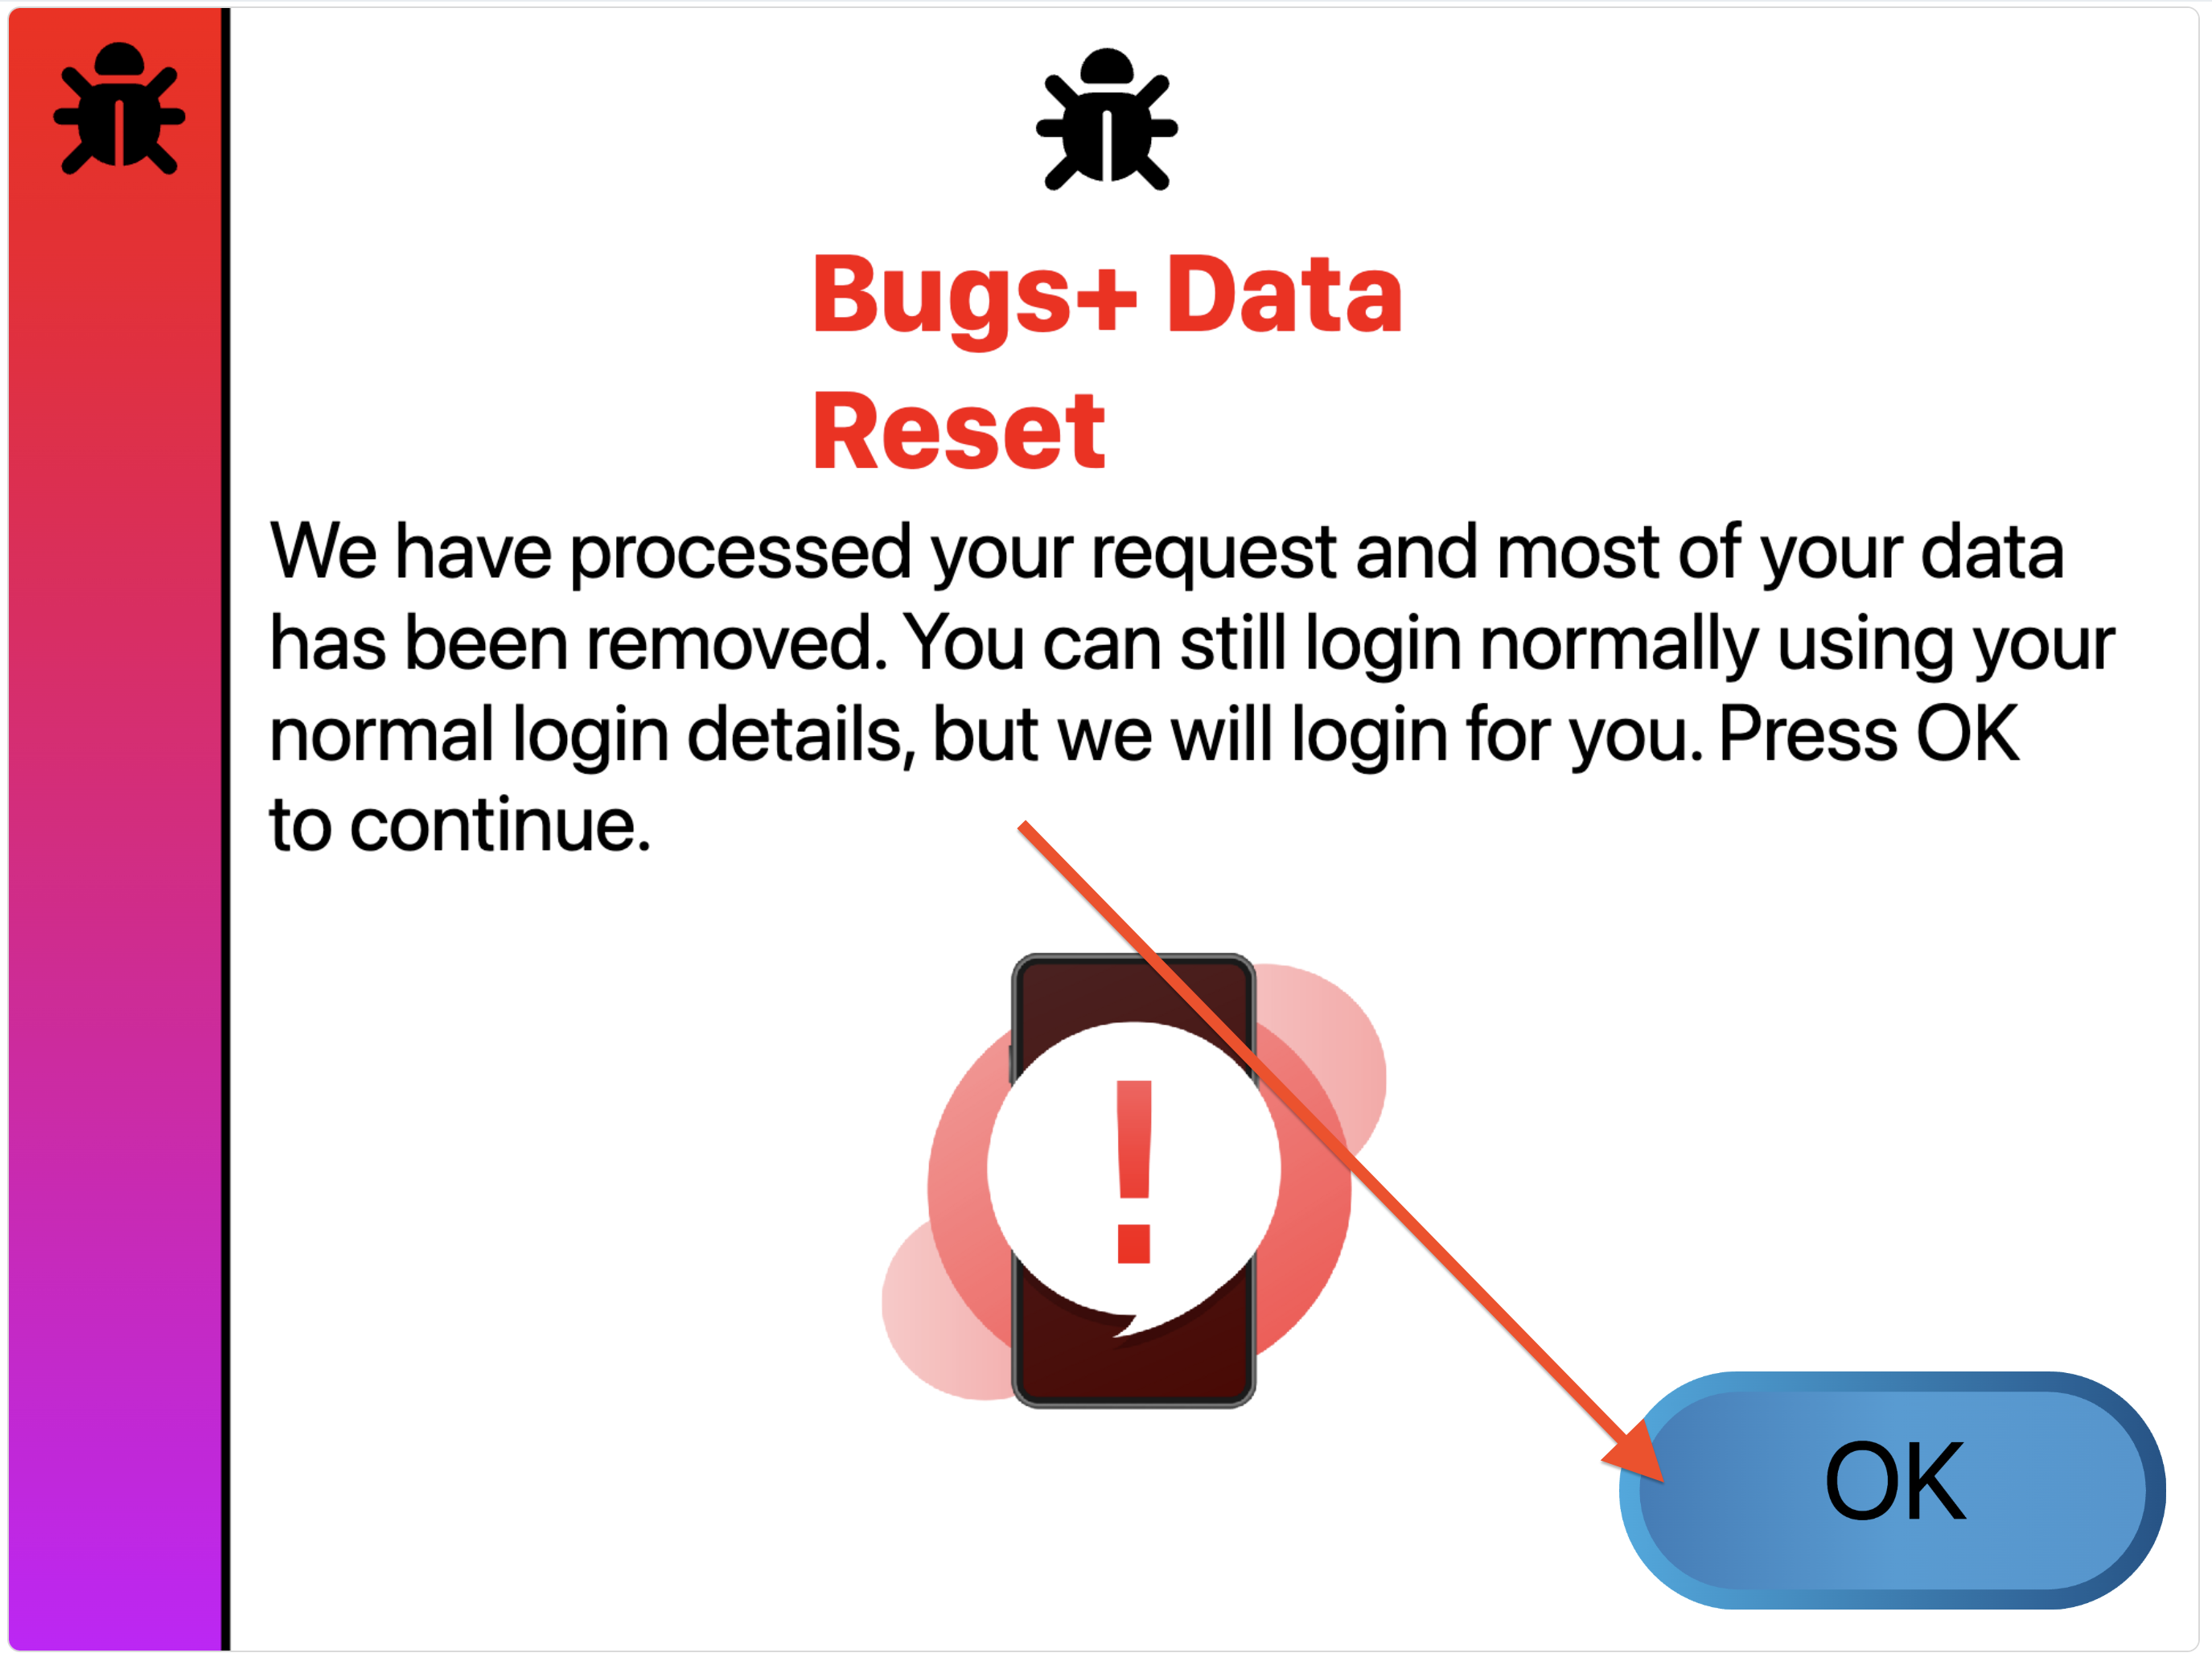 Bugs+ Data
Reset
We have processed your request and most of your data
has been removed. You can still login normally using your
normal login details, but we will login for you. Press OK
to continue.
!
OK